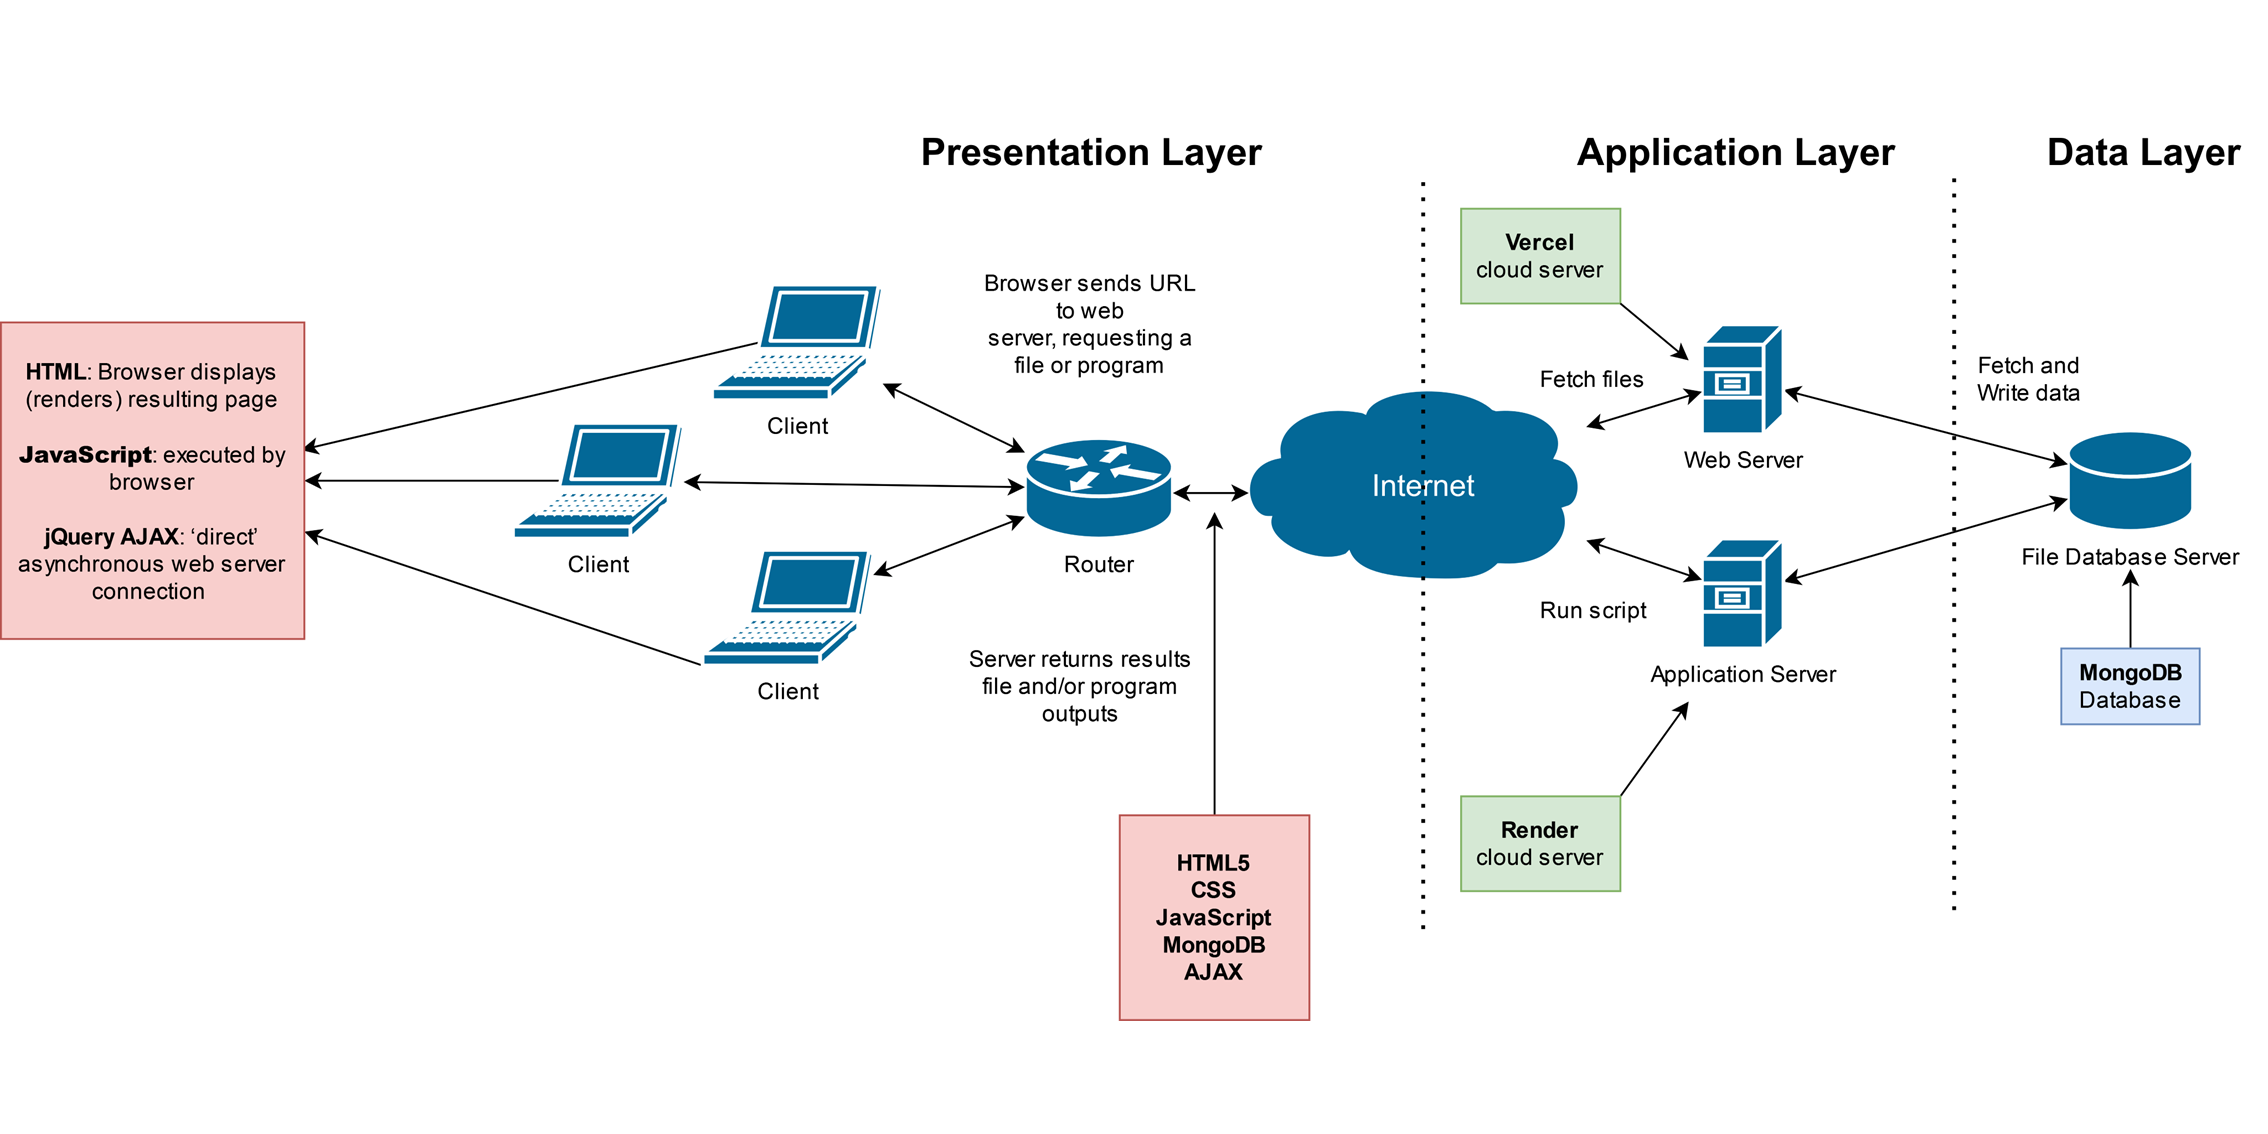 Presentation Layer
Application Layer
Data Layer
HTML: Browser displays
(renders) resulting page
JavaScript: executed by
browser
jQuery AJAX: ‘direct’
asynchronous web server
connection
Client
Client
Client
Browser sends URL
to web
server, requesting a
file or program
Router
Server returns results
file and/or program
outputs
HTML5
CSS
JavaScript
MongoDB
AJAX
Internet
Vercel
cloud server
Fetch files
Web Server
Run script
Application Server
Render
cloud server
Fetch and
Write data
File Database Server
MongoDB
Database